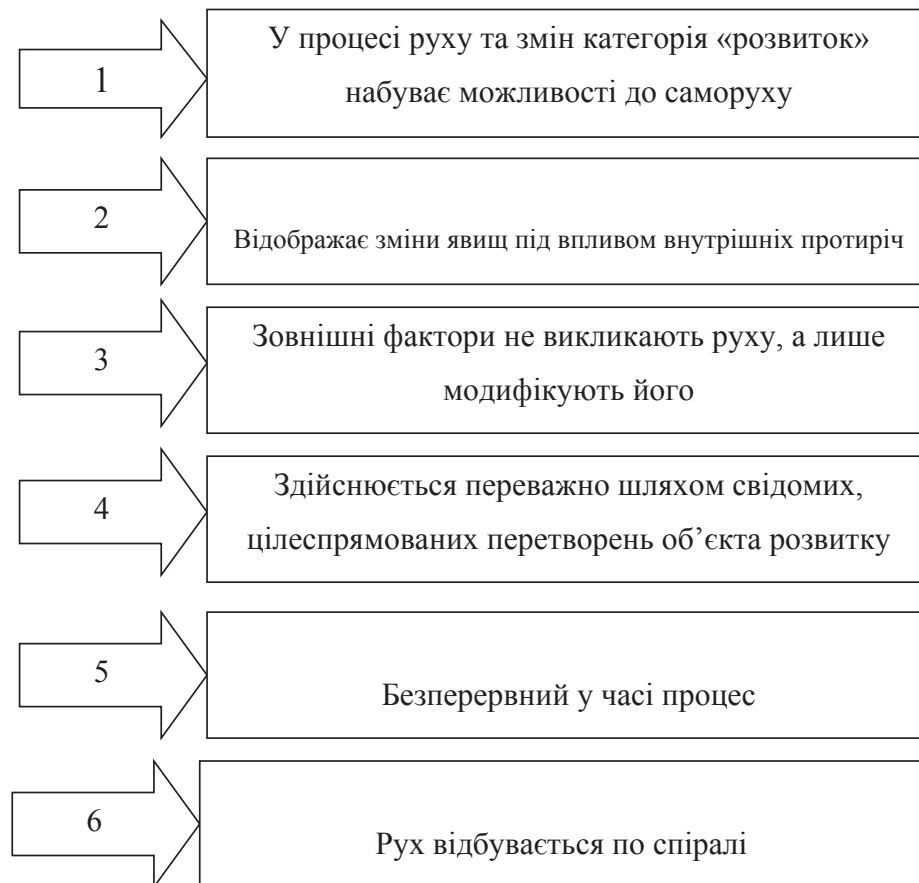 1
У процесі руху та змін категорія «розвиток»
набуває можливості до саморуху
2
Відображає зміни явищ під впливом внутрішніх протиріч
3
Зовнішні фактори не викликають руху, а лише
модифікують його
4
Здійснюється переважно шляхом свідомих,
цілеспрямованих перетворень об’єкта розвитку
5
Безперервний у часі процес
6
Рух відбувається по спіралі